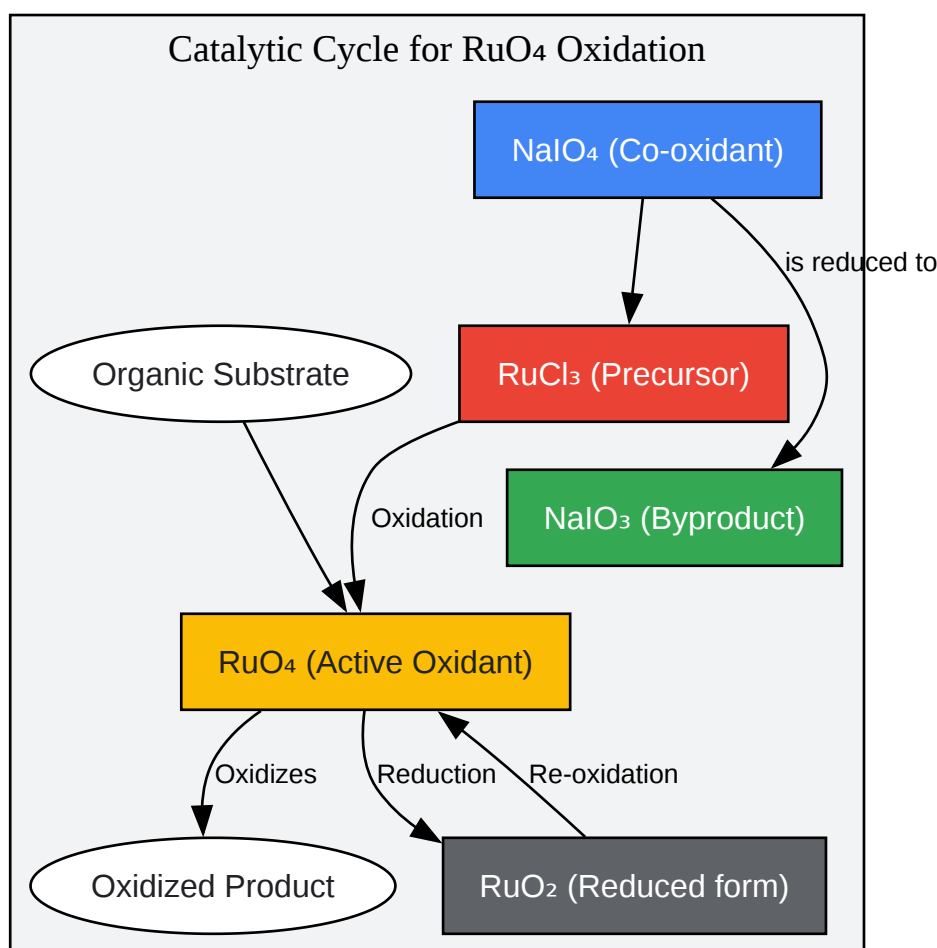 Catalytic Cycle for RuO₄ Oxidation
NaIO₄ (Co-oxidant)
is reduced to
Organic Substrate
RuCl₃ (Precursor)
Oxidation
NaIO₃ (Byproduct)
RuO₄ (Active Oxidant)
Oxidizes
Reduction
Re-oxidation
Oxidized Product
RuO₂ (Reduced form)